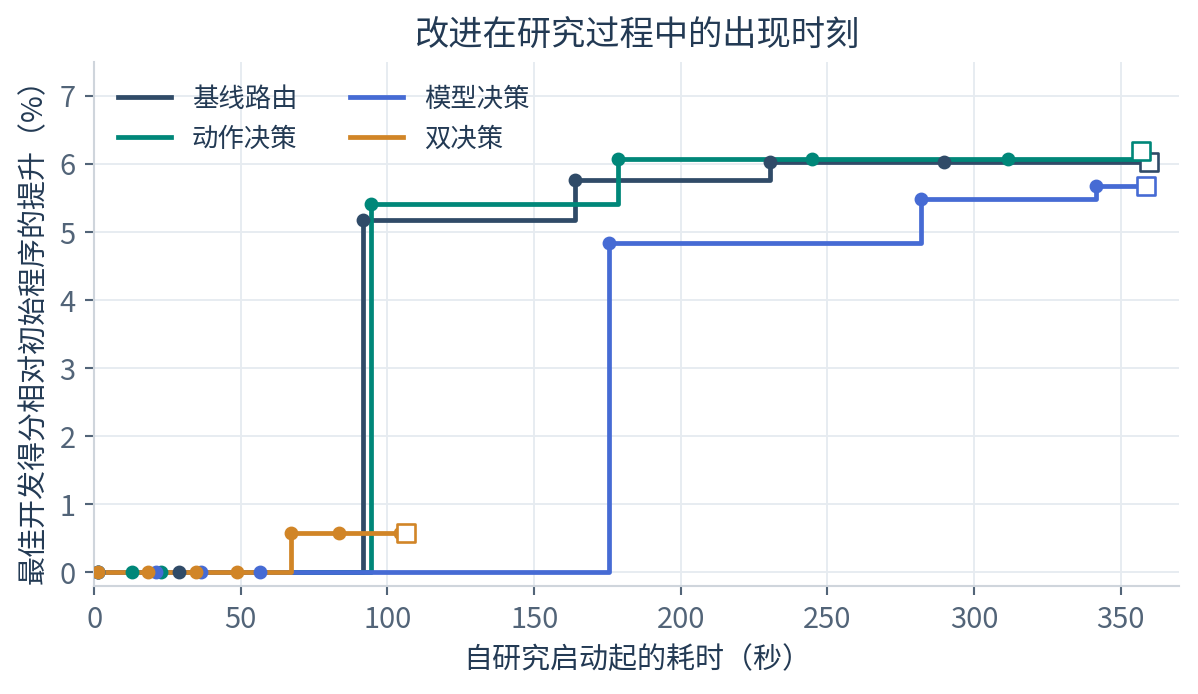 改进在研究过程中的出现时刻
最佳开发得分相对初始程序的提升（%）
7
6
5
4
3
2
1
0
基线路由
动作决策
模型决策
双决策
0 50 100 150 200 250 300 350
自研究启动起的耗时（秒）